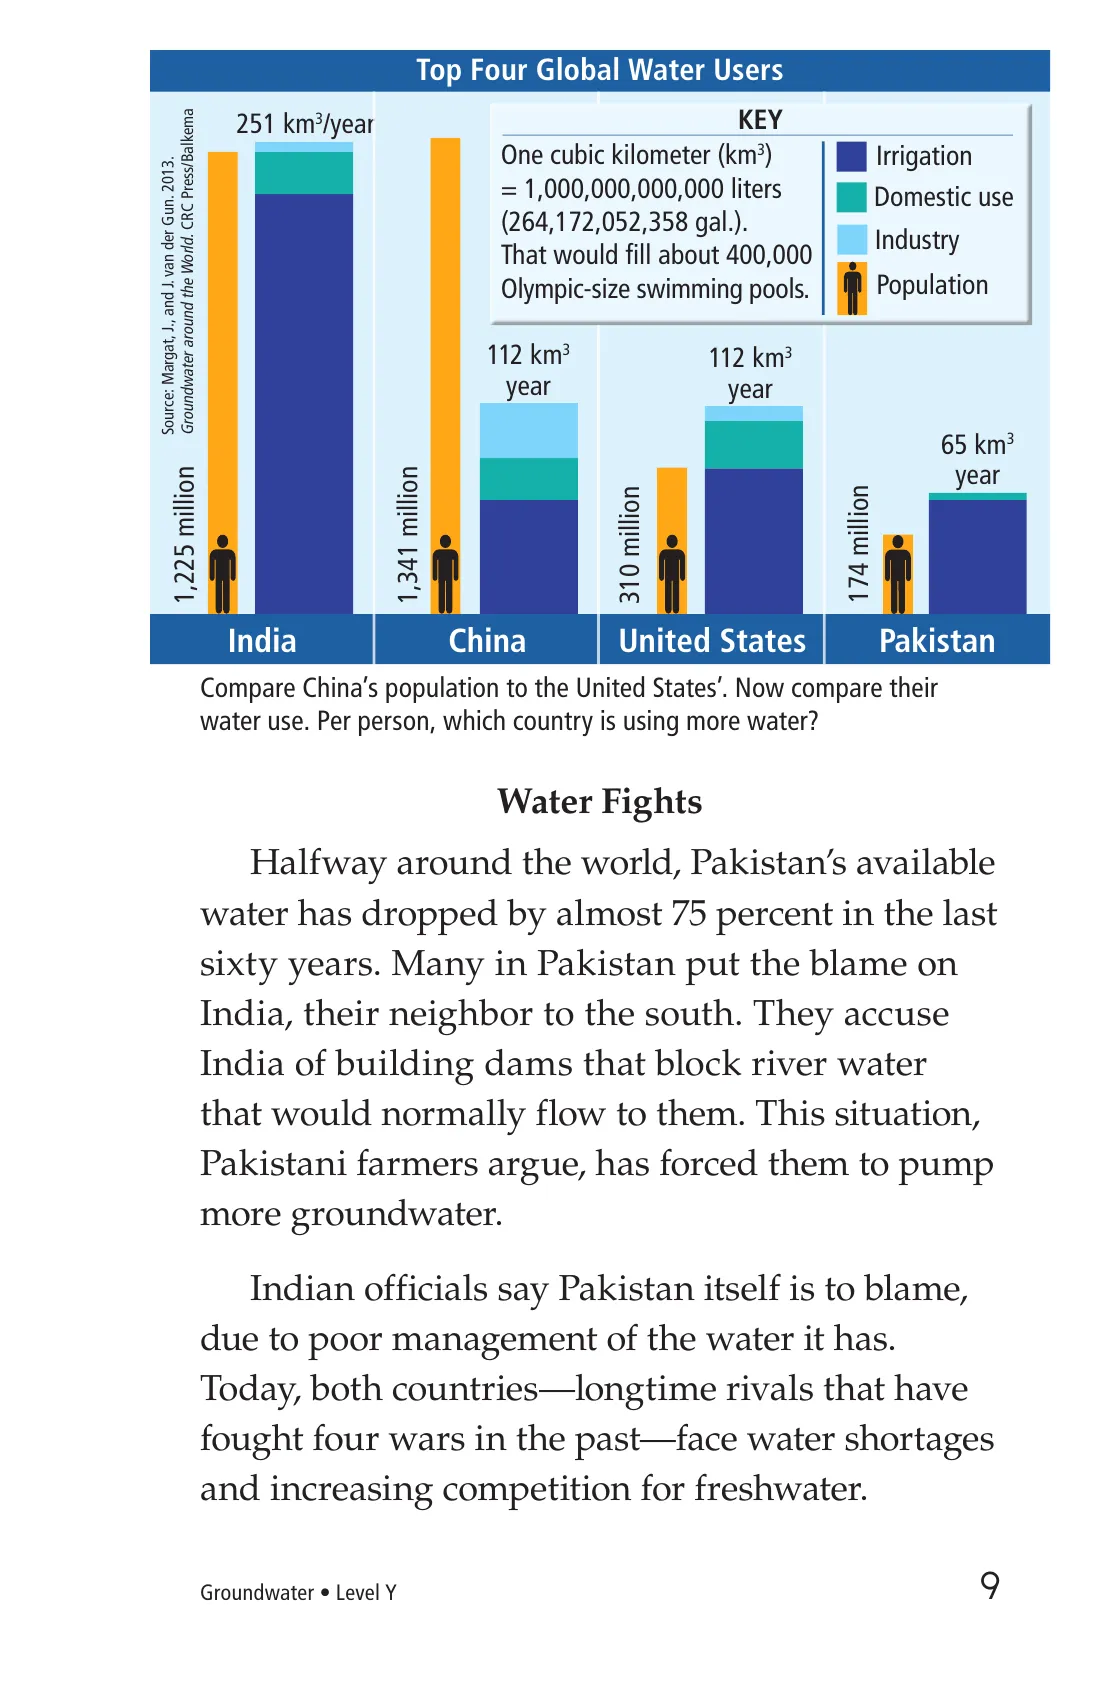 Top Four Global Water Users
Source: Margat, J., and J. van der Gun. 2013.
Groundwater around the World. CRC Press/Balkema
251 km³/year
1,225 million
1,341 million
112 km³
year
310 million
112 km³
year
174 million
65 km³
year
KEY
One cubic kilometer (km³)
= 1,000,000,000,000 liters
(264,172,052,358 gal.).
That would fill about 400,000
Olympic-size swimming pools.
Irrigation
Domestic use
Industry
Population
India
China
United States
Pakistan
Compare China's population to the United States'. Now compare their
water use. Per person, which country is using more water?
Water Fights
Halfway around the world, Pakistan's available
water has dropped by almost 75 percent in the last
sixty years. Many in Pakistan put the blame on
India, their neighbor to the south. They accuse
India of building dams that block river water
that would normally flow to them. This situation,
Pakistani farmers argue, has forced them to pump
more groundwater.
Indian officials say Pakistan itself is to blame,
due to poor management of the water it has.
Today, both countries—longtime rivals that have
fought four wars in the past—face water shortages
and increasing competition for freshwater.
Groundwater • Level Y
9